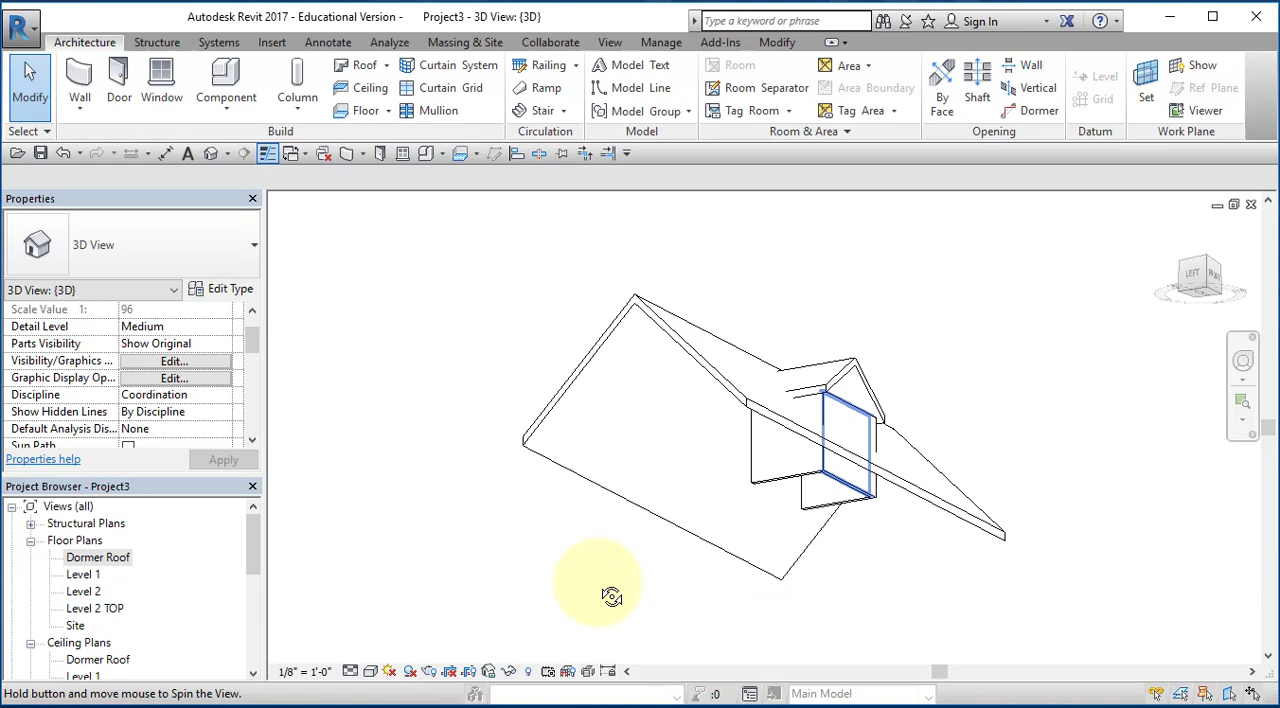 Autodesk Revit 2017 - Educational Version - Project3 - 3D View: {3D}
Type a keyword or phrase
Sign In
Architecture Structure Systems Insert Annotate Analyze Massing & Site Collaborate View Manage Add-Ins Modify
Modify
Wall
Door
Window
Component
Column
Roof
Ceiling
Floor
Curtain System
Curtain Grid
Mullion
Railing
Ramp
Stair
Model Text
Model Line
Model Group
Room
Room Separator
Tag Room
Area
Area Boundary
Tag Area
By Face
Shaft
Wall
Vertical
Dormer
Level
Grid
Set
Show
Ref Plane
Viewer
Select Build Circulation Model Room & Area Opening Datum Work Plane
Properties
3D View
3D View: {3D} Edit Type
Scale Value 1: 96
Detail Level Medium
Parts Visibility Show Original
Visibility/Graphics ... Edit...
Graphic Display Op... Edit...
Discipline Coordination
Show Hidden Lines By Discipline
Default Analysis Dis... None
Sun Path
Properties help Apply
Project Browser - Project3
Views (all)
Structural Plans
Floor Plans
Dormer Roof
Level 1
Level 2
Level 2 TOP
Site
Ceiling Plans
Dormer Roof
Level 1
LEFT
1/8" = 1'-0"
Hold button and move mouse to Spin the View.
:0
Main Model